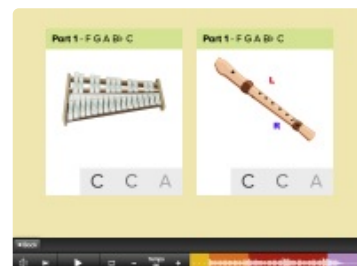 Part 1 - F G A B♭ C
Part 1 - F G A B♭ C
L
R
C C A
C C A
Back
Tempo